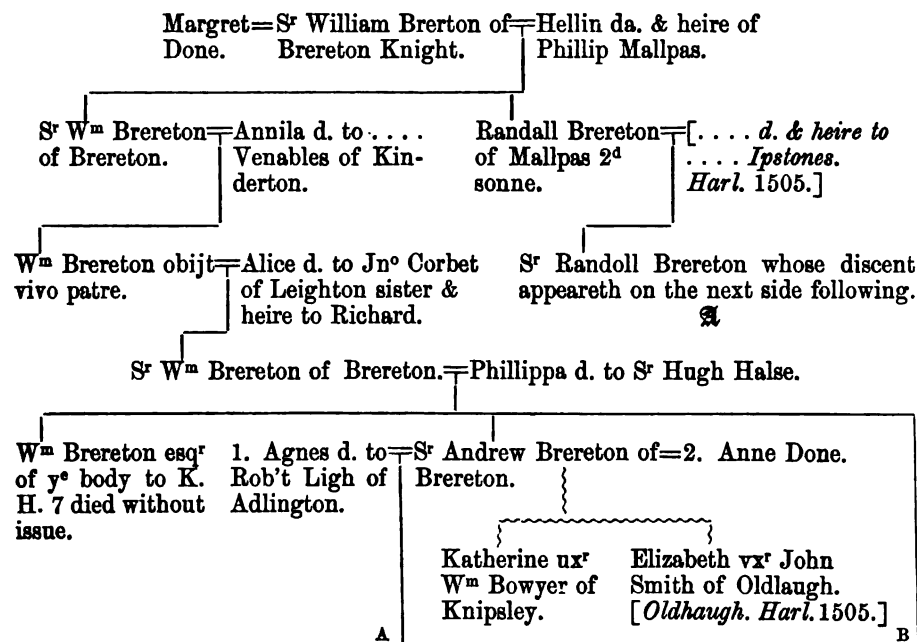 Margret=Sʳ William Brerton of=Hellin da. & heire of
Done. Brereton Knight. Phillip Mallpas.
Sʳ Wᵐ Brereton=Annila d. to . . . .
of Brereton. Venables of Kin-
derton.
Randall Brereton=[. . . . d. & heire to
of Mallpas 2ᵈ . . . . Ipstones.
sonne. Harl. 1505.]
Wᵐ Brereton obijt=Alice d. to Jnᵒ Corbet
vivo patre. of Leighton sister &
heire to Richard.
Sʳ Randoll Brereton whose discent
appeareth on the next side following.
𝕬
Sʳ Wᵐ Brereton of Brereton.=Phillippa d. to Sʳ Hugh Halse.
Wᵐ Brereton esqʳ
of yᵉ body to K.
H. 7 died without
issue.
1. Agnes d. to=Sʳ Andrew Brereton of=2. Anne Done.
Rob't Ligh of Brereton.
Adlington.
Katherine uxʳ
Wᵐ Bowyer of
Knipsley.
Elizabeth vxʳ John
Smith of Oldlaugh.
[Oldhaugh. Harl. 1505.]
A B